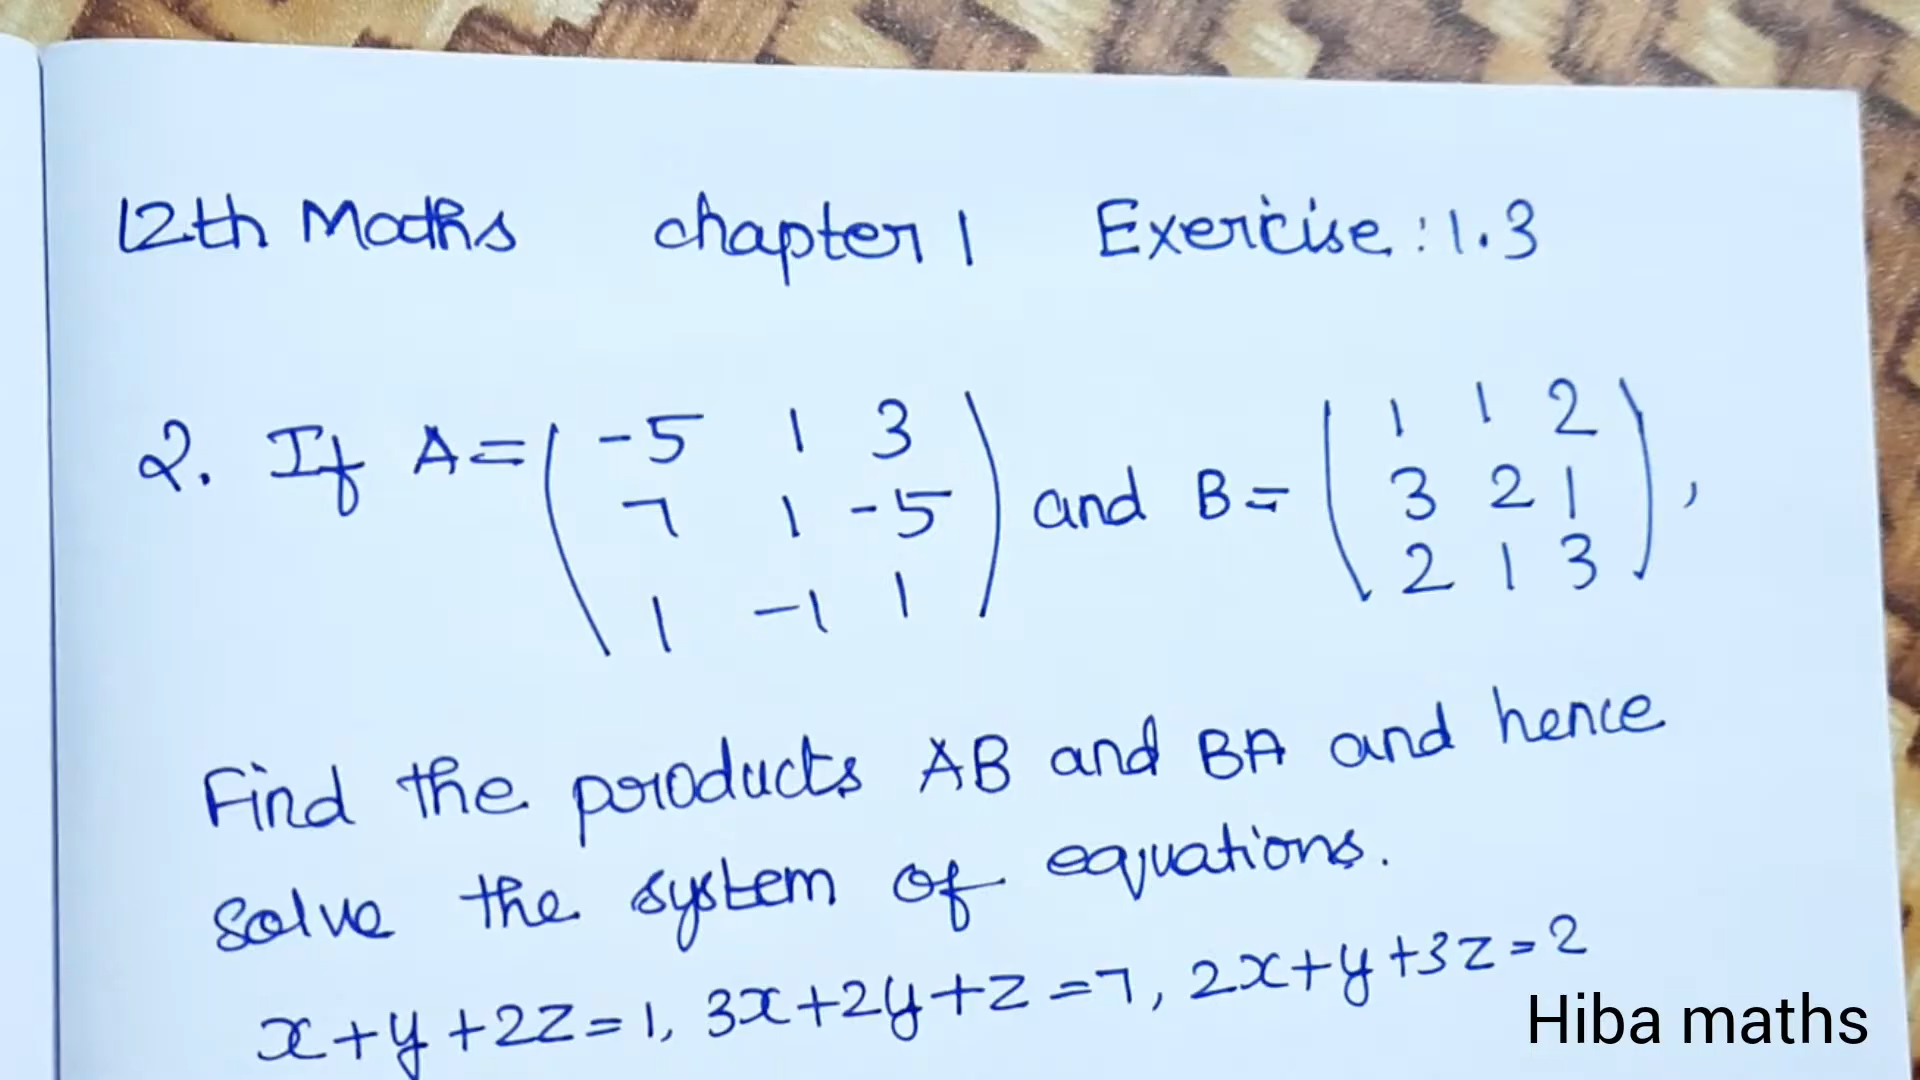 12th Maths chapter 1 Exercise : 1.3
2. If A = ( -5 1 3 and B = ( 1 1 2
7 1 -5 3 2 1
1 -1 1 ) 2 1 3 ) ,
Find the products AB and BA and hence
solve the system of equations.
x+y+2z=1, 3x+2y+z=7, 2x+y+3z=2
Hiba maths